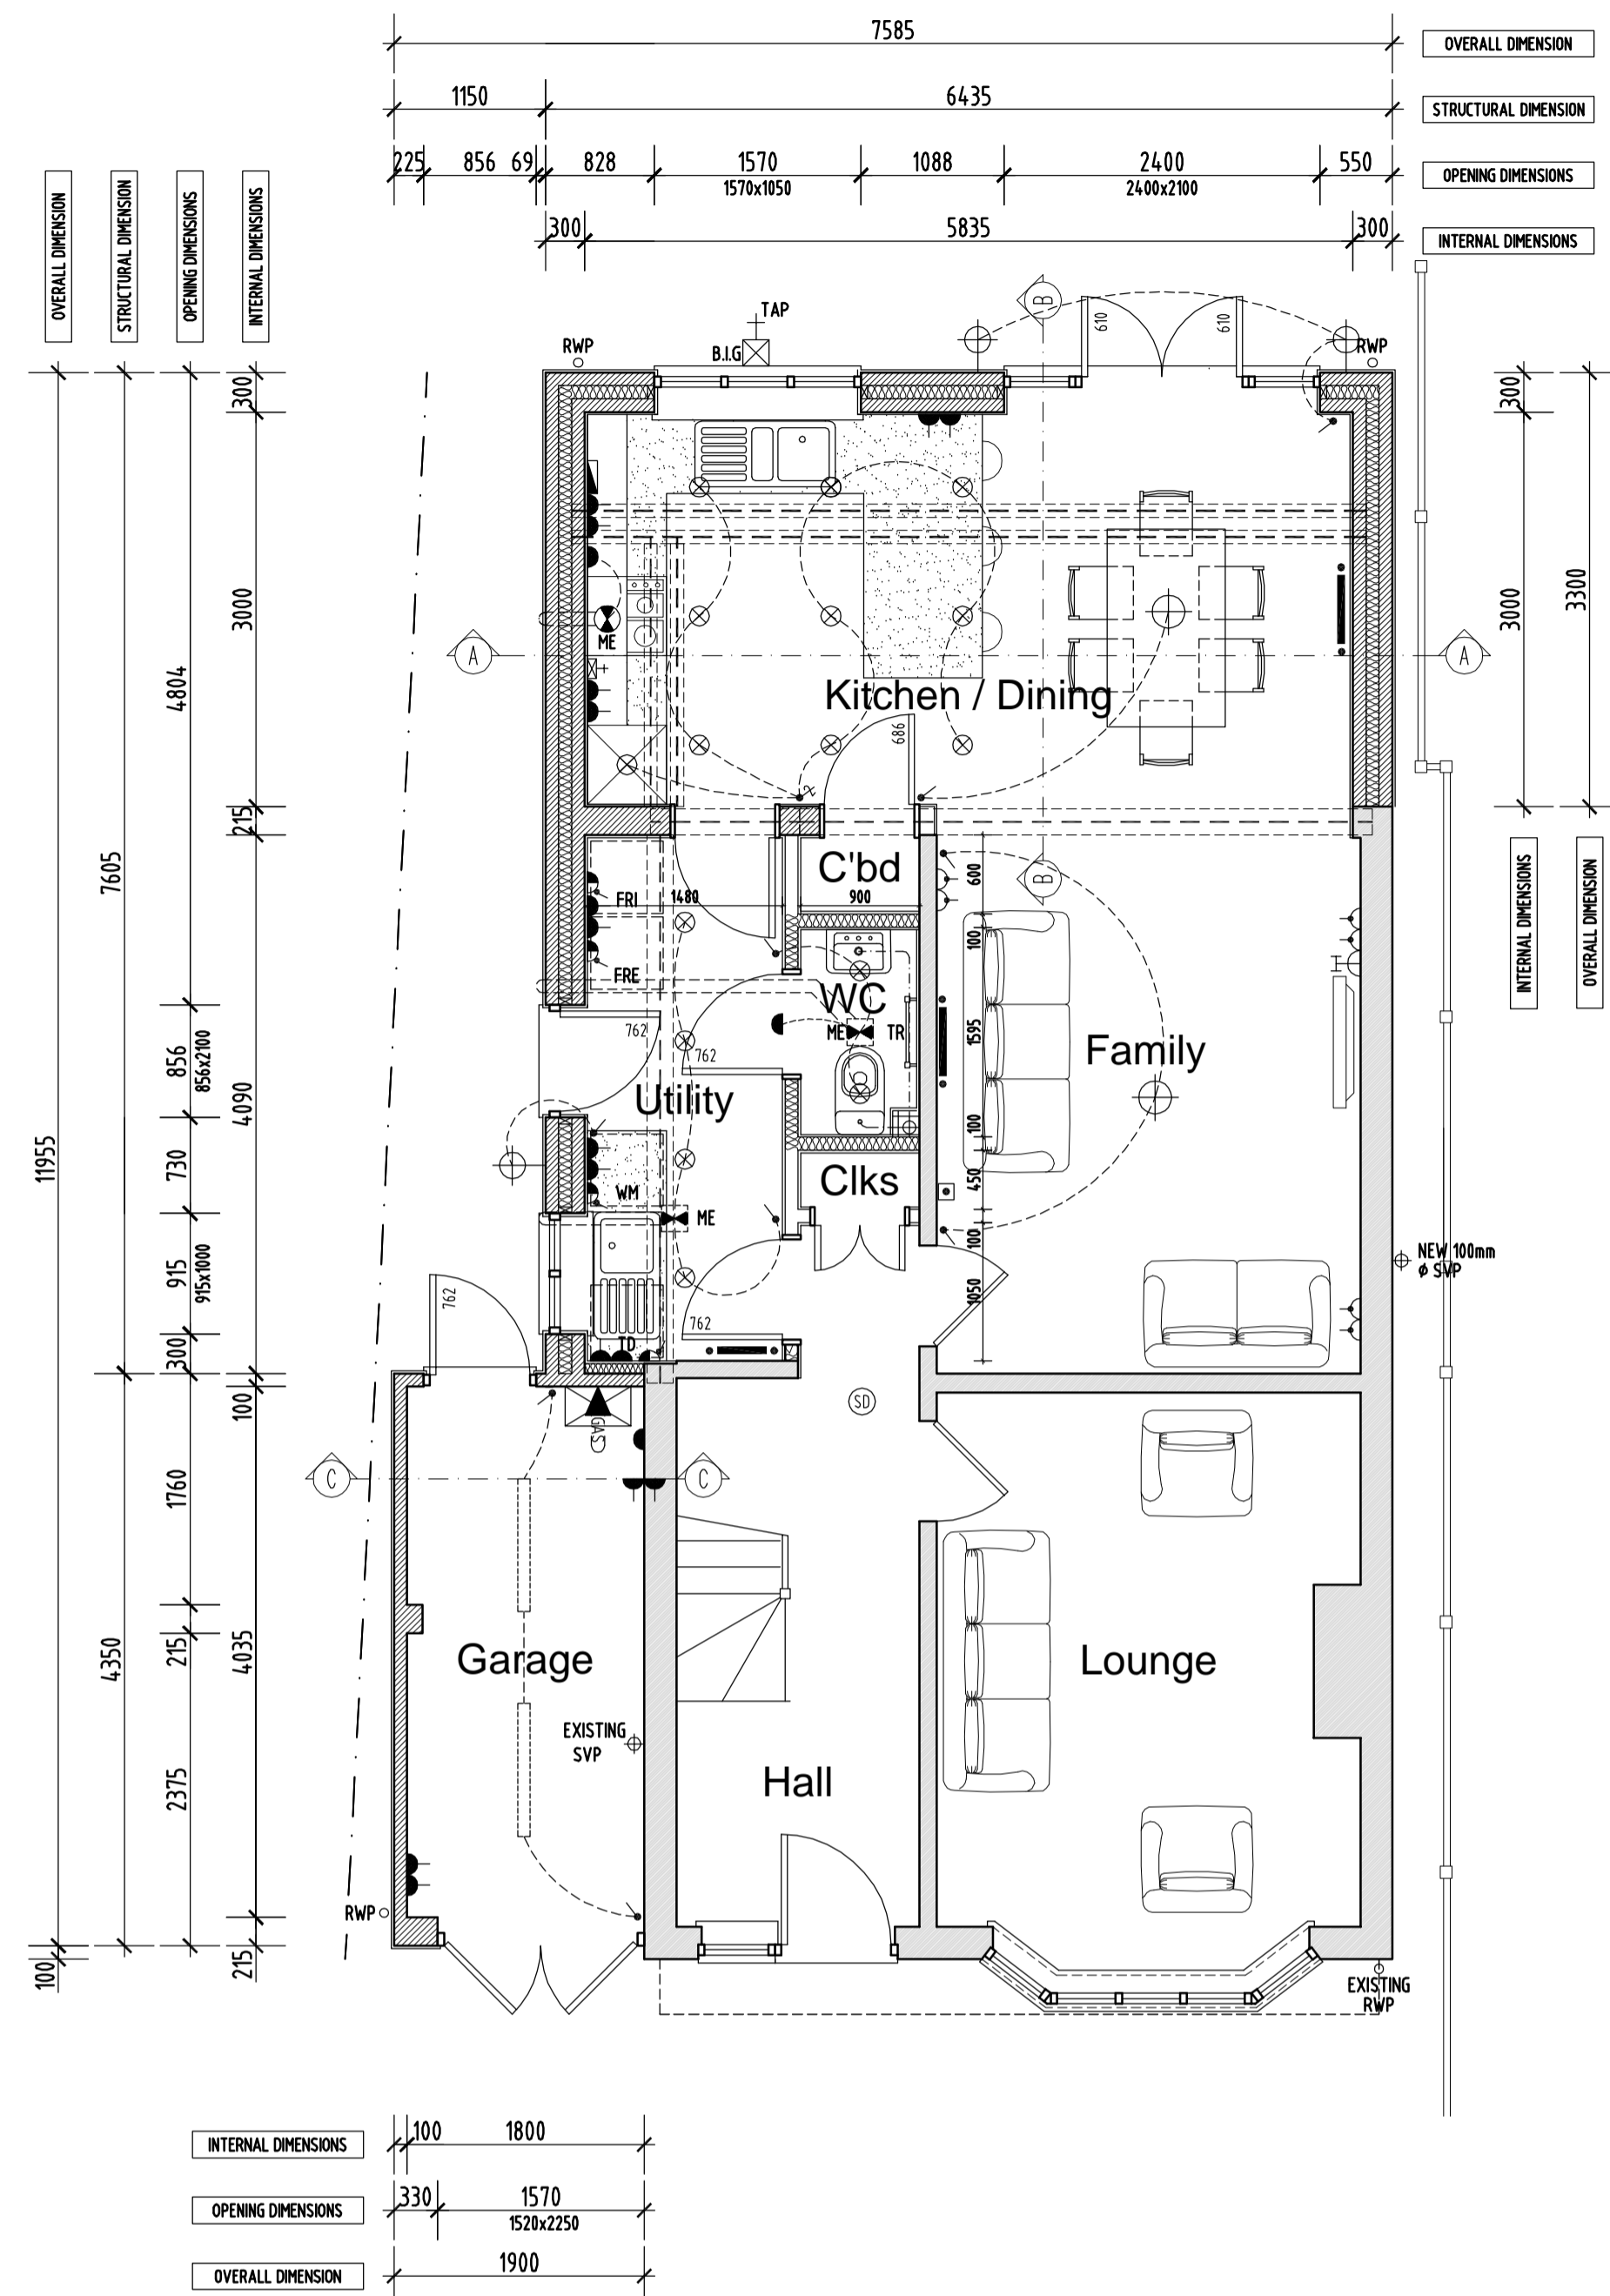 7585
OVERALL DIMENSION
1150 6435
STRUCTURAL DIMENSION
225 856 69 828 1570 1088 2400 550
1570x1050 2400x2100
OPENING DIMENSIONS
300 5835 300
INTERNAL DIMENSIONS
OVERALL DIMENSION
STRUCTURAL DIMENSION
OPENING DIMENSIONS
INTERNAL DIMENSIONS
11955
100
7605
4350
4804
856
856x2100
730
915
915x1000
300
1760
215
2375
300
3000
215
4090
100
4035
215
300
3000
3300
INTERNAL DIMENSIONS
OVERALL DIMENSION
TAP
B.I.G
RWP
RWP
B
610
610
ME
A
A
Kitchen / Dining
686
2
C'bd
B
600
FRI
1480
900
100
FRE
WC
762
ME
TR
1595
Family
762
Utility
100
Clks
450
WM
ME
100
NEW 100mm
ø SVP
762
1050
762
TD
SD
GAS
C
C
Garage
Lounge
EXISTING
SVP
Hall
RWP
EXISTING
RWP
INTERNAL DIMENSIONS
100 1800
OPENING DIMENSIONS
330 1570
1520x2250
OVERALL DIMENSION
1900